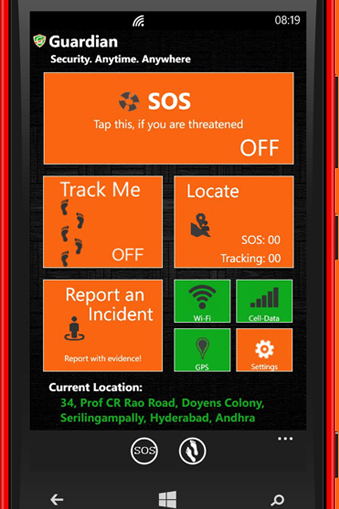 08:19
Guardian
Security. Anytime. Anywhere
SOS
Tap this, if you are threatened
OFF
Track Me
OFF
Locate
SOS: 00
Tracking: 00
Report an
Incident
Report with evidence!
Wi-Fi
Cell-Data
GPS
Settings
Current Location:
34, Prof CR Rao Road, Doyens Colony,
Serilingampally, Hyderabad, Andhra
SOS